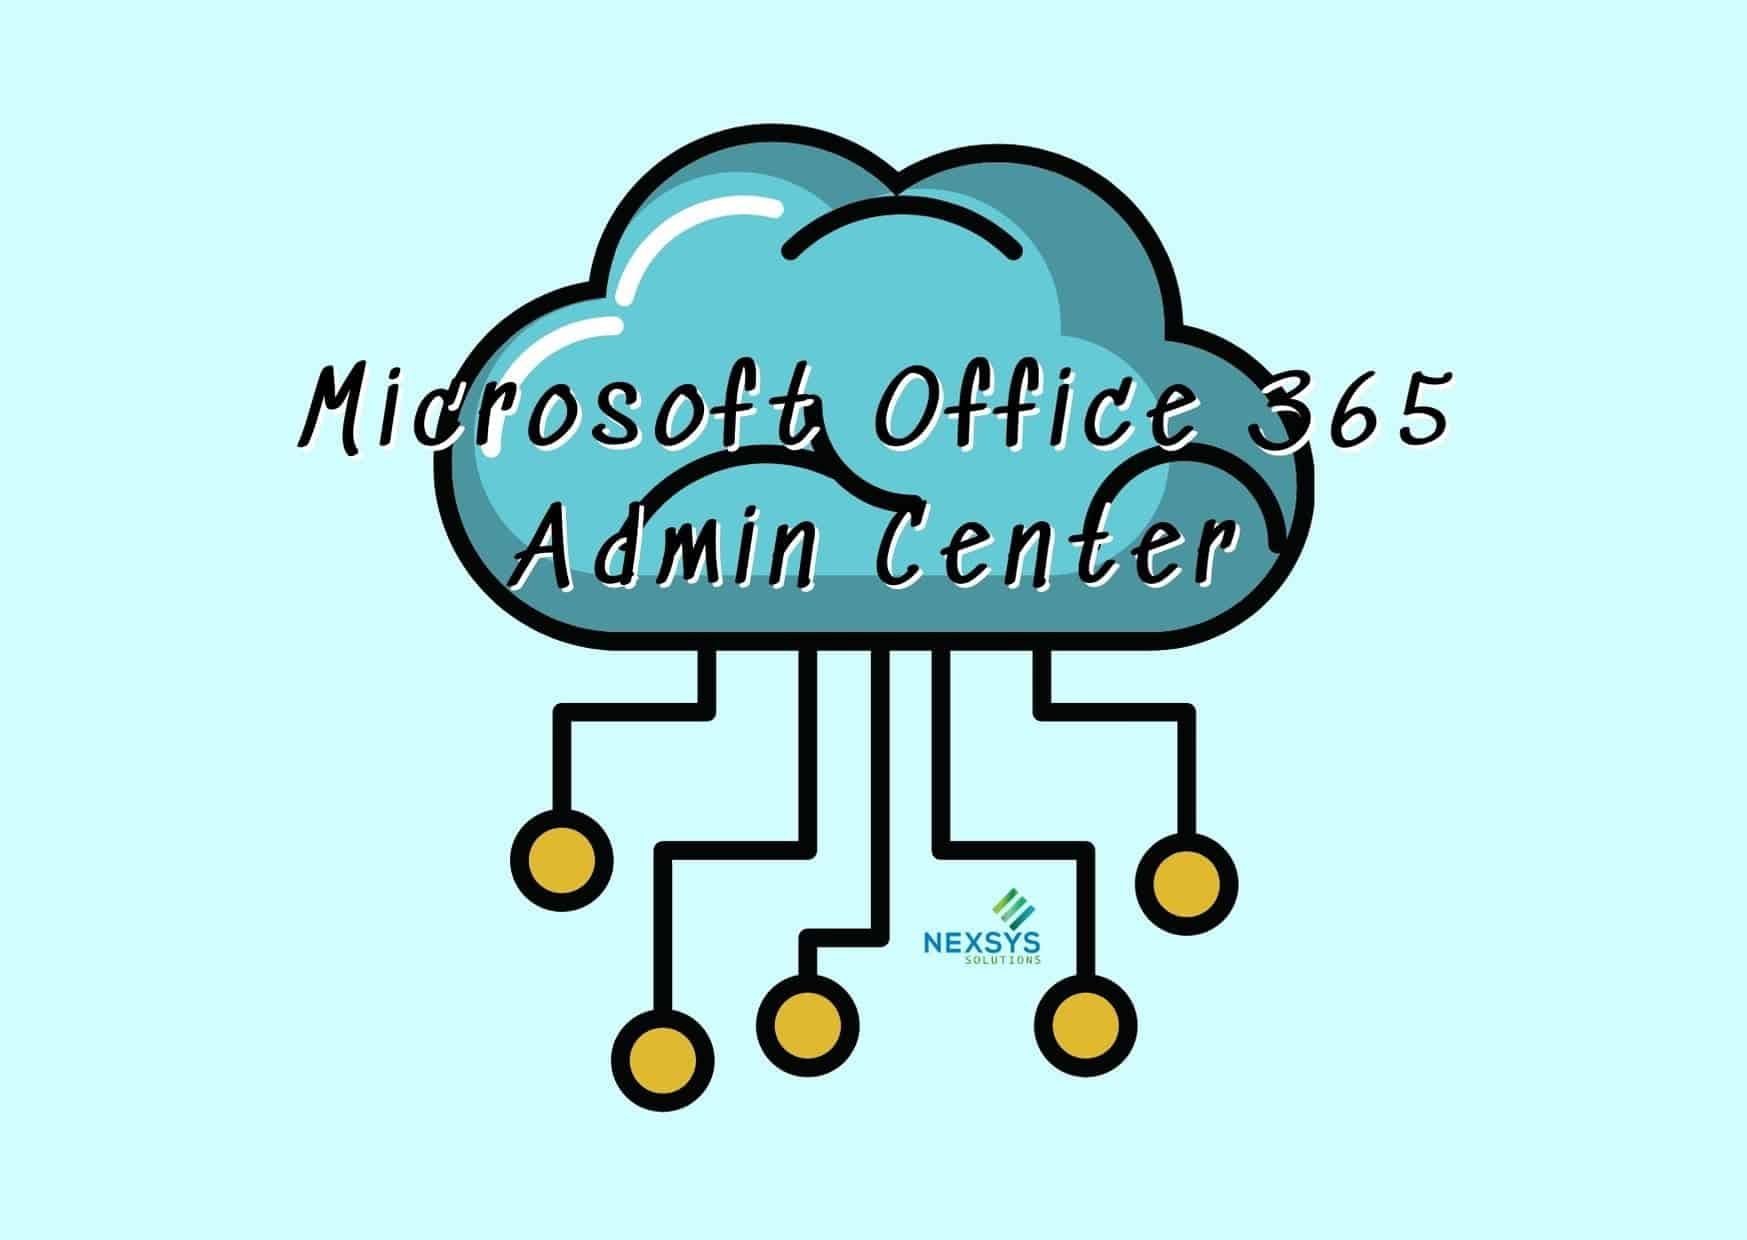 Microsoft Office 365
Admin Center
NEXSYS
SOLUTIONS